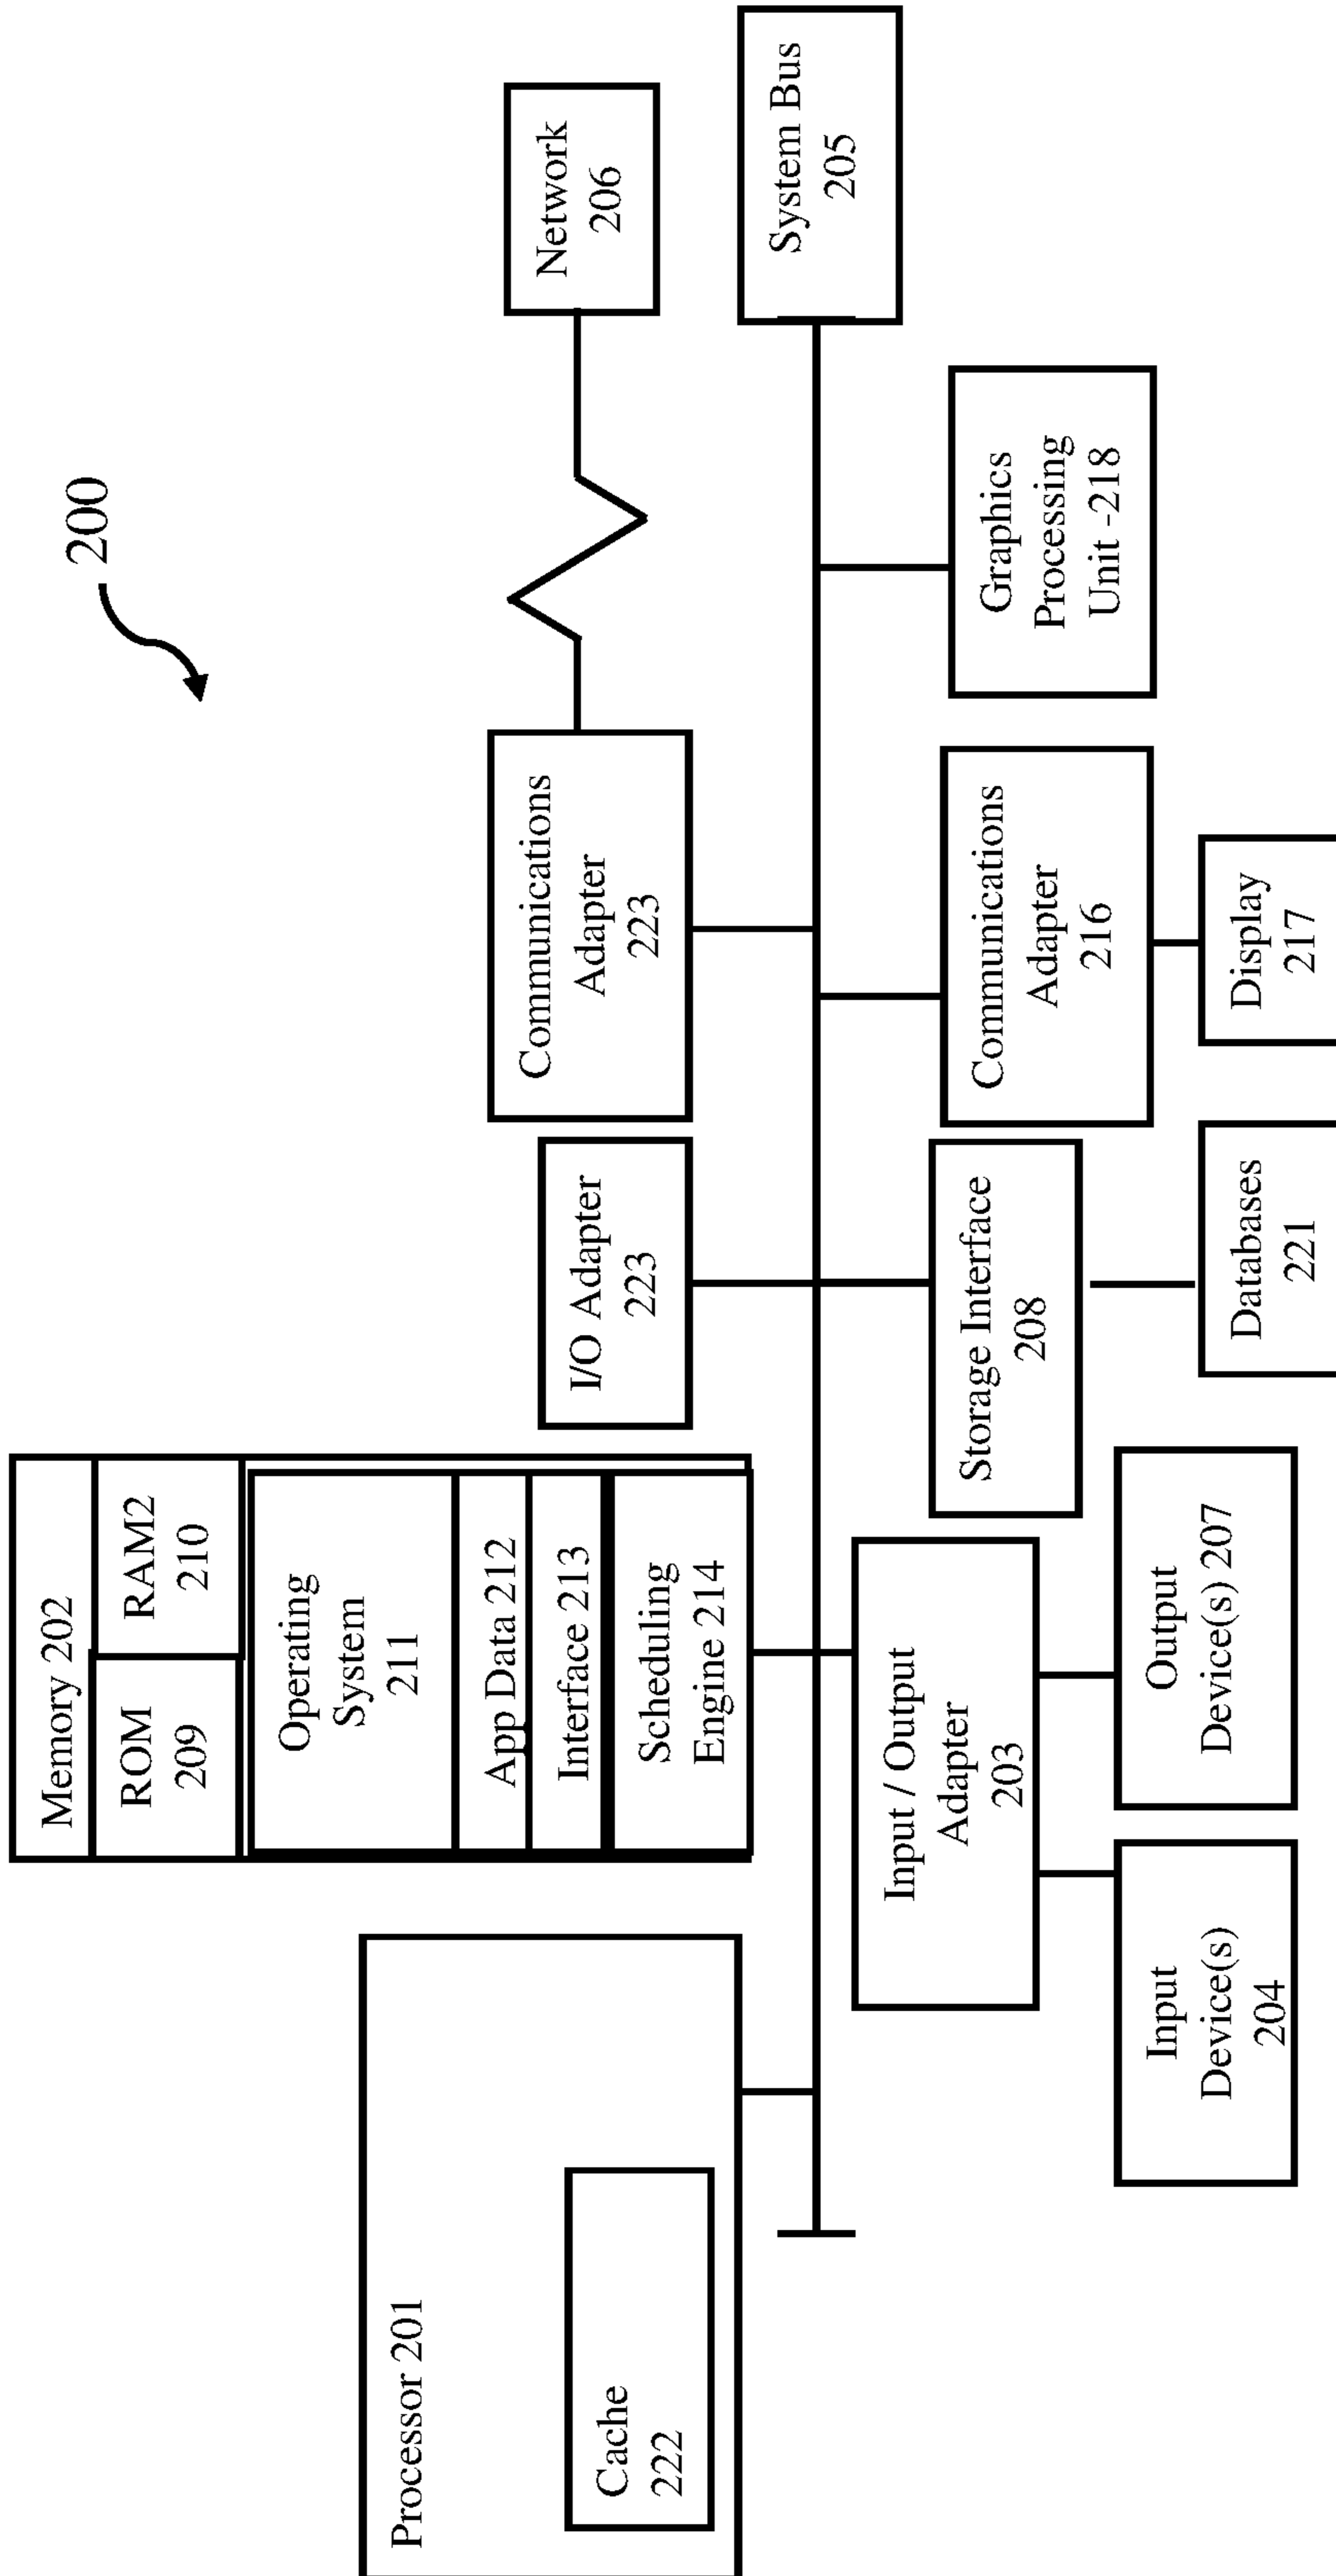 200
Memory 202
ROM
209
RAM2
210
Operating
System
211
App Data 212
Interface 213
Scheduling
Engine 214
Processor 201
Cache
222
I/O Adapter
223
Communications
Adapter
223
Network
206
System Bus
205
Input / Output
Adapter
203
Storage Interface
208
Communications
Adapter
216
Graphics
Processing
Unit -218
Input
Device(s)
204
Output
Device(s) 207
Databases
221
Display
217